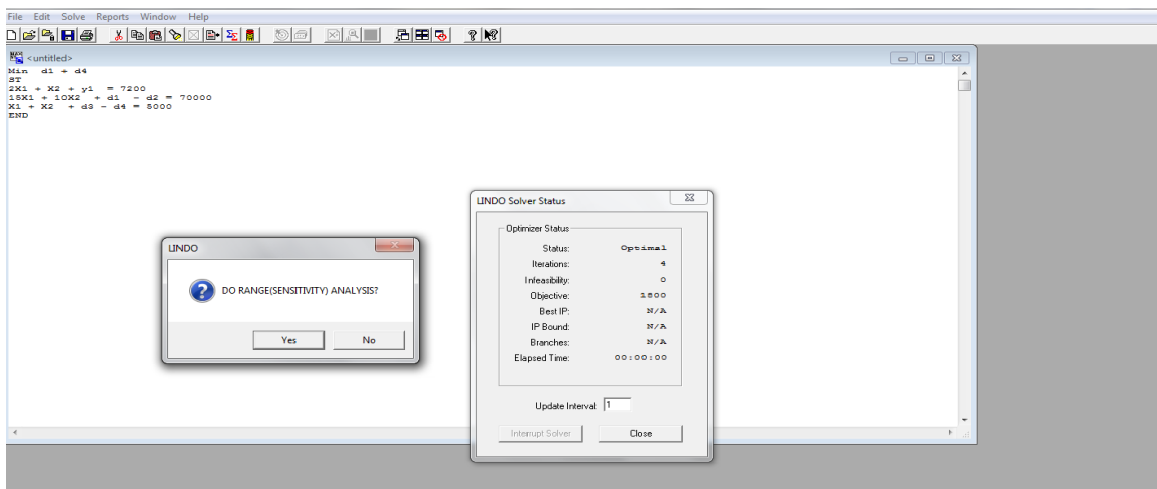 File Edit Solve Reports Window Help
<untitled>
Min d1 + d4
ST
2X1 + X2 + y1 = 7200
15X1 + 10X2 + d1 - d2 = 70000
X1 + X2 + d3 - d4 = 5000
END
LINDO Solver Status
Optimizer Status
Status: Optimal
Iterations: 4
Infeasibility: 0
Objective: 1800
Best IP: N/A
IP Bound: N/A
Branches: N/A
Elapsed Time: 00:00:00
Update Interval: 1
Interrupt Solver Close
LINDO
DO RANGE(SENSITIVITY) ANALYSIS?
Yes No